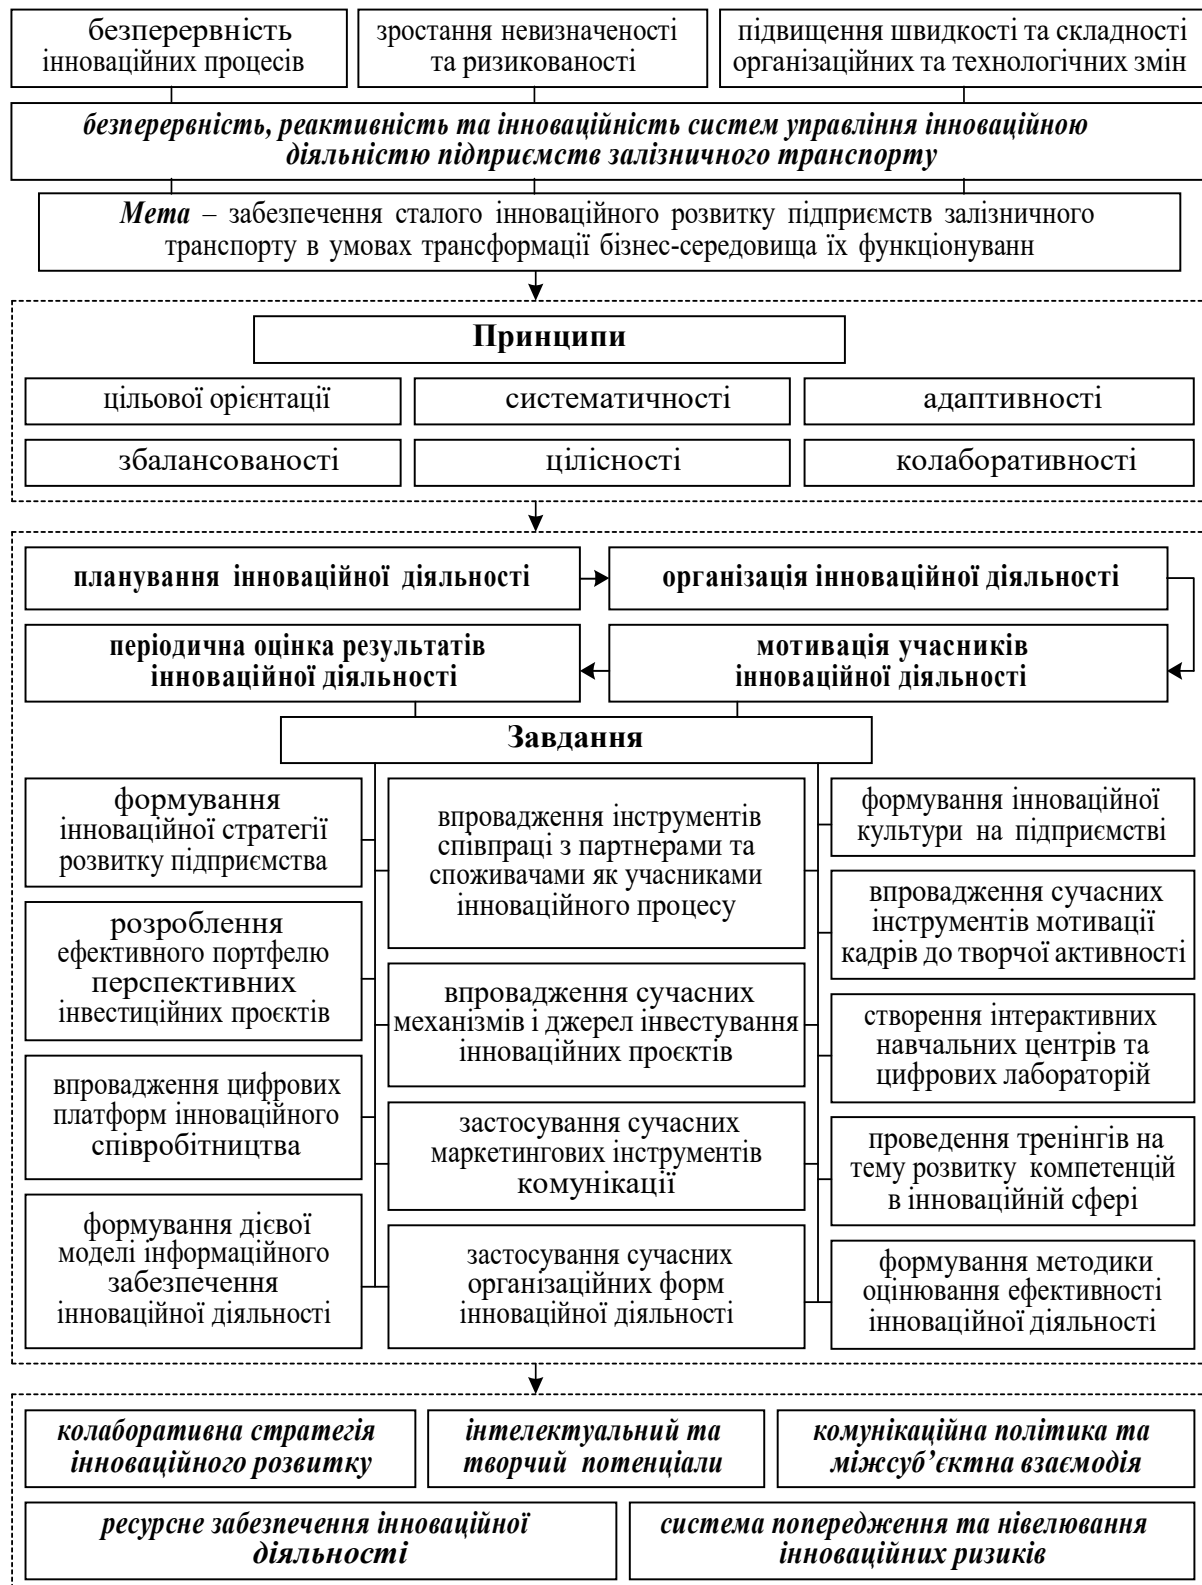 безперервність
інноваційних процесів
зростання невизначеності
та ризикованості
підвищення швидкості та складності
організаційних та технологічних змін
безперервність, реактивність та інноваційність систем управління інноваційною
діяльністю підприємств залізничного транспорту
Мета – забезпечення сталого інноваційного розвитку підприємств залізничного
транспорту в умовах трансформації бізнес-середовища їх функціонуванн
Принципи
цільової орієнтації
систематичності
адаптивності
збалансованості
цілісності
колаборативності
планування інноваційної діяльності
організація інноваційної діяльності
періодична оцінка результатів
інноваційної діяльності
мотивація учасників
інноваційної діяльності
Завдання
формування
інноваційної стратегії
розвитку підприємства
розроблення
ефективного портфелю
перспективних
інвестиційних проєктів
впровадження цифрових
платформ інноваційного
співробітництва
формування дієвої
моделі інформаційного
забезпечення
інноваційної діяльності
впровадження інструментів
співпраці з партнерами та
споживачами як учасниками
інноваційного процесу
впровадження сучасних
механізмів і джерел інвестування
інноваційних проєктів
застосування сучасних
маркетингових інструментів
комунікації
застосування сучасних
організаційних форм
інноваційної діяльності
формування інноваційної
культури на підприємстві
впровадження сучасних
інструментів мотивації
кадрів до творчої активності
створення інтерактивних
навчальних центрів та
цифрових лабораторій
проведення тренінгів на
тему розвитку компетенцій
в інноваційній сфері
формування методики
оцінювання ефективності
інноваційної діяльності
колаборативна стратегія
інноваційного розвитку
інтелектуальний та
творчий потенціали
комунікаційна політика та
міжсуб’єктна взаємодія
ресурсне забезпечення інноваційної
діяльності
система попередження та нівелювання
інноваційних ризиків